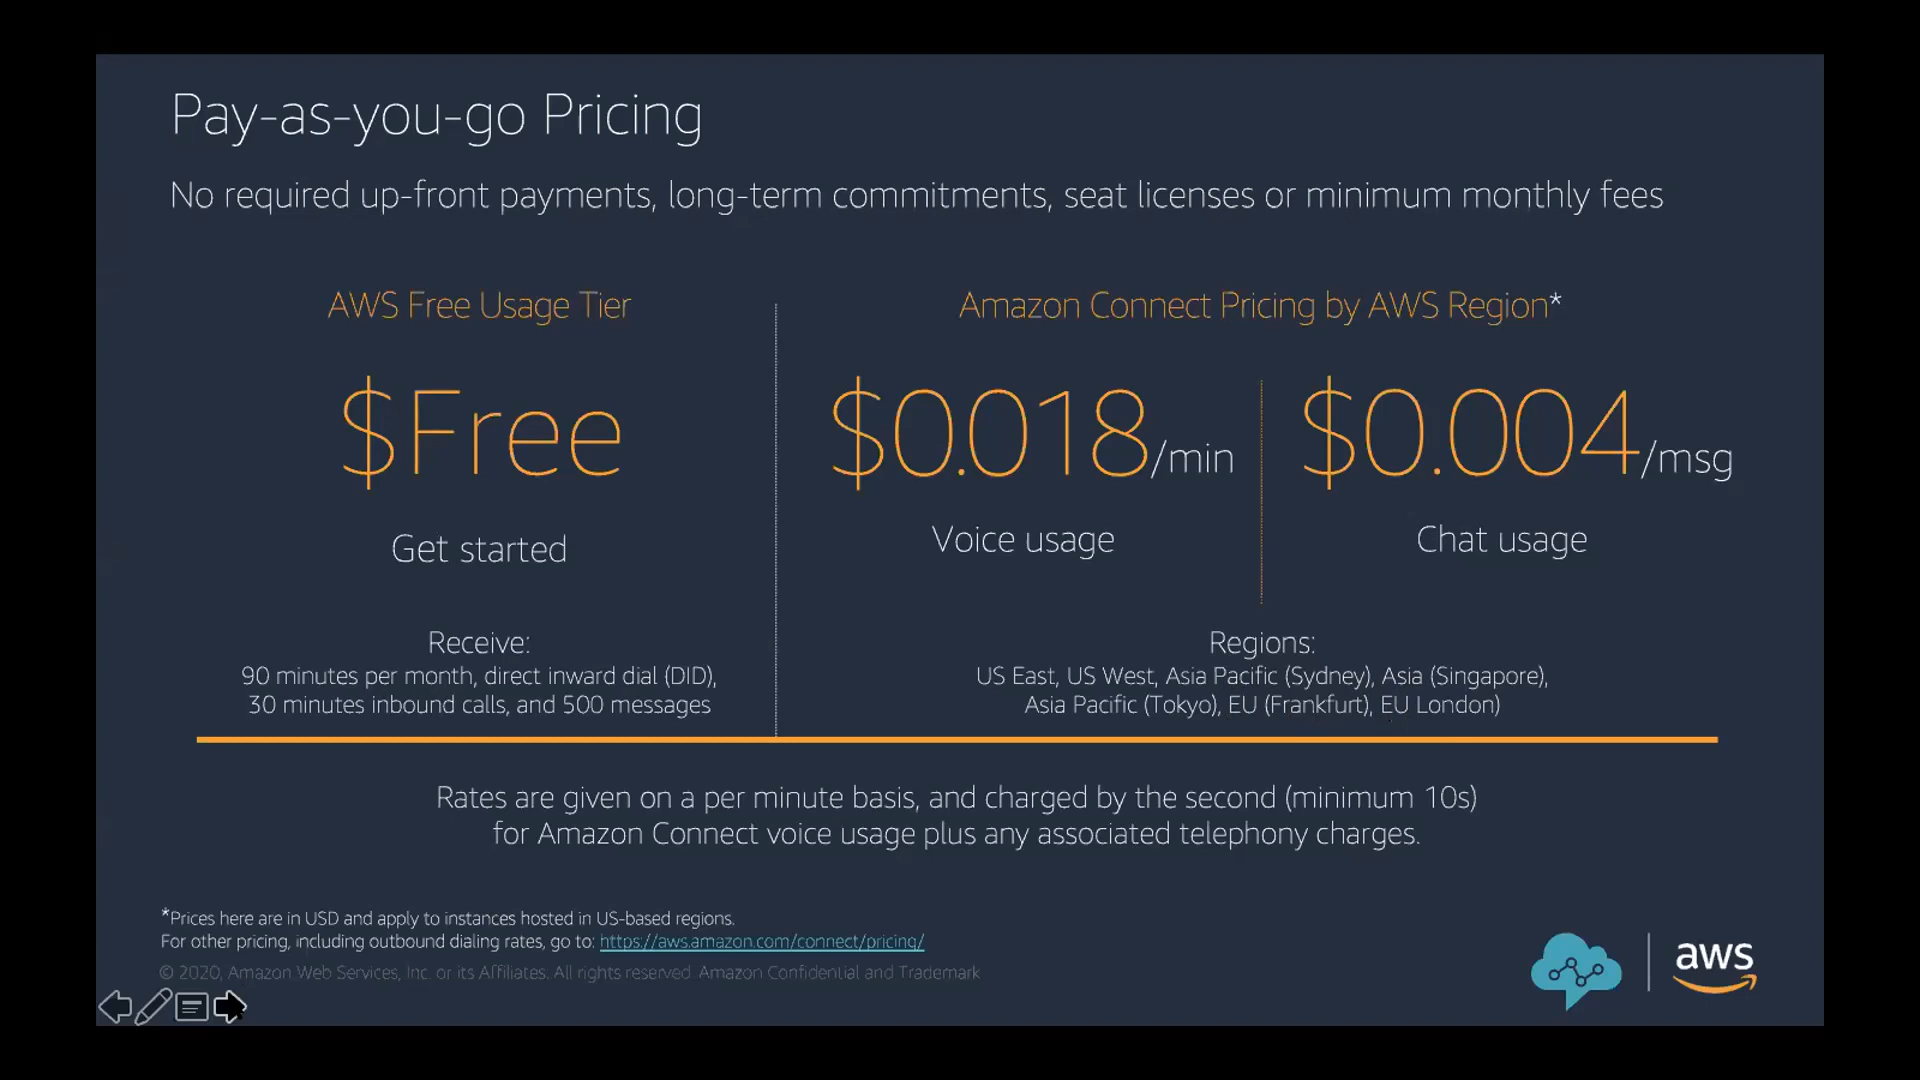 Pay-as-you-go Pricing
No required up-front payments, long-term commitments, seat licenses or minimum monthly fees
AWS Free Usage Tier
$Free
Get started
Receive:
90 minutes per month, direct inward dial (DID),
30 minutes inbound calls, and 500 messages
Amazon Connect Pricing by AWS Region*
$0.018/min
Voice usage
$0.004/msg
Chat usage
Regions:
US East, US West, Asia Pacific (Sydney), Asia (Singapore),
Asia Pacific (Tokyo), EU (Frankfurt), EU London)
Rates are given on a per minute basis, and charged by the second (minimum 10s)
for Amazon Connect voice usage plus any associated telephony charges.
*Prices here are in USD and apply to instances hosted in US-based regions.
For other pricing, including outbound dialing rates, go to: https://aws.amazon.com/connect/pricing/
© 2020, Amazon Web Services, Inc. or its Affiliates. All rights reserved. Amazon Confidential and Trademark
aws